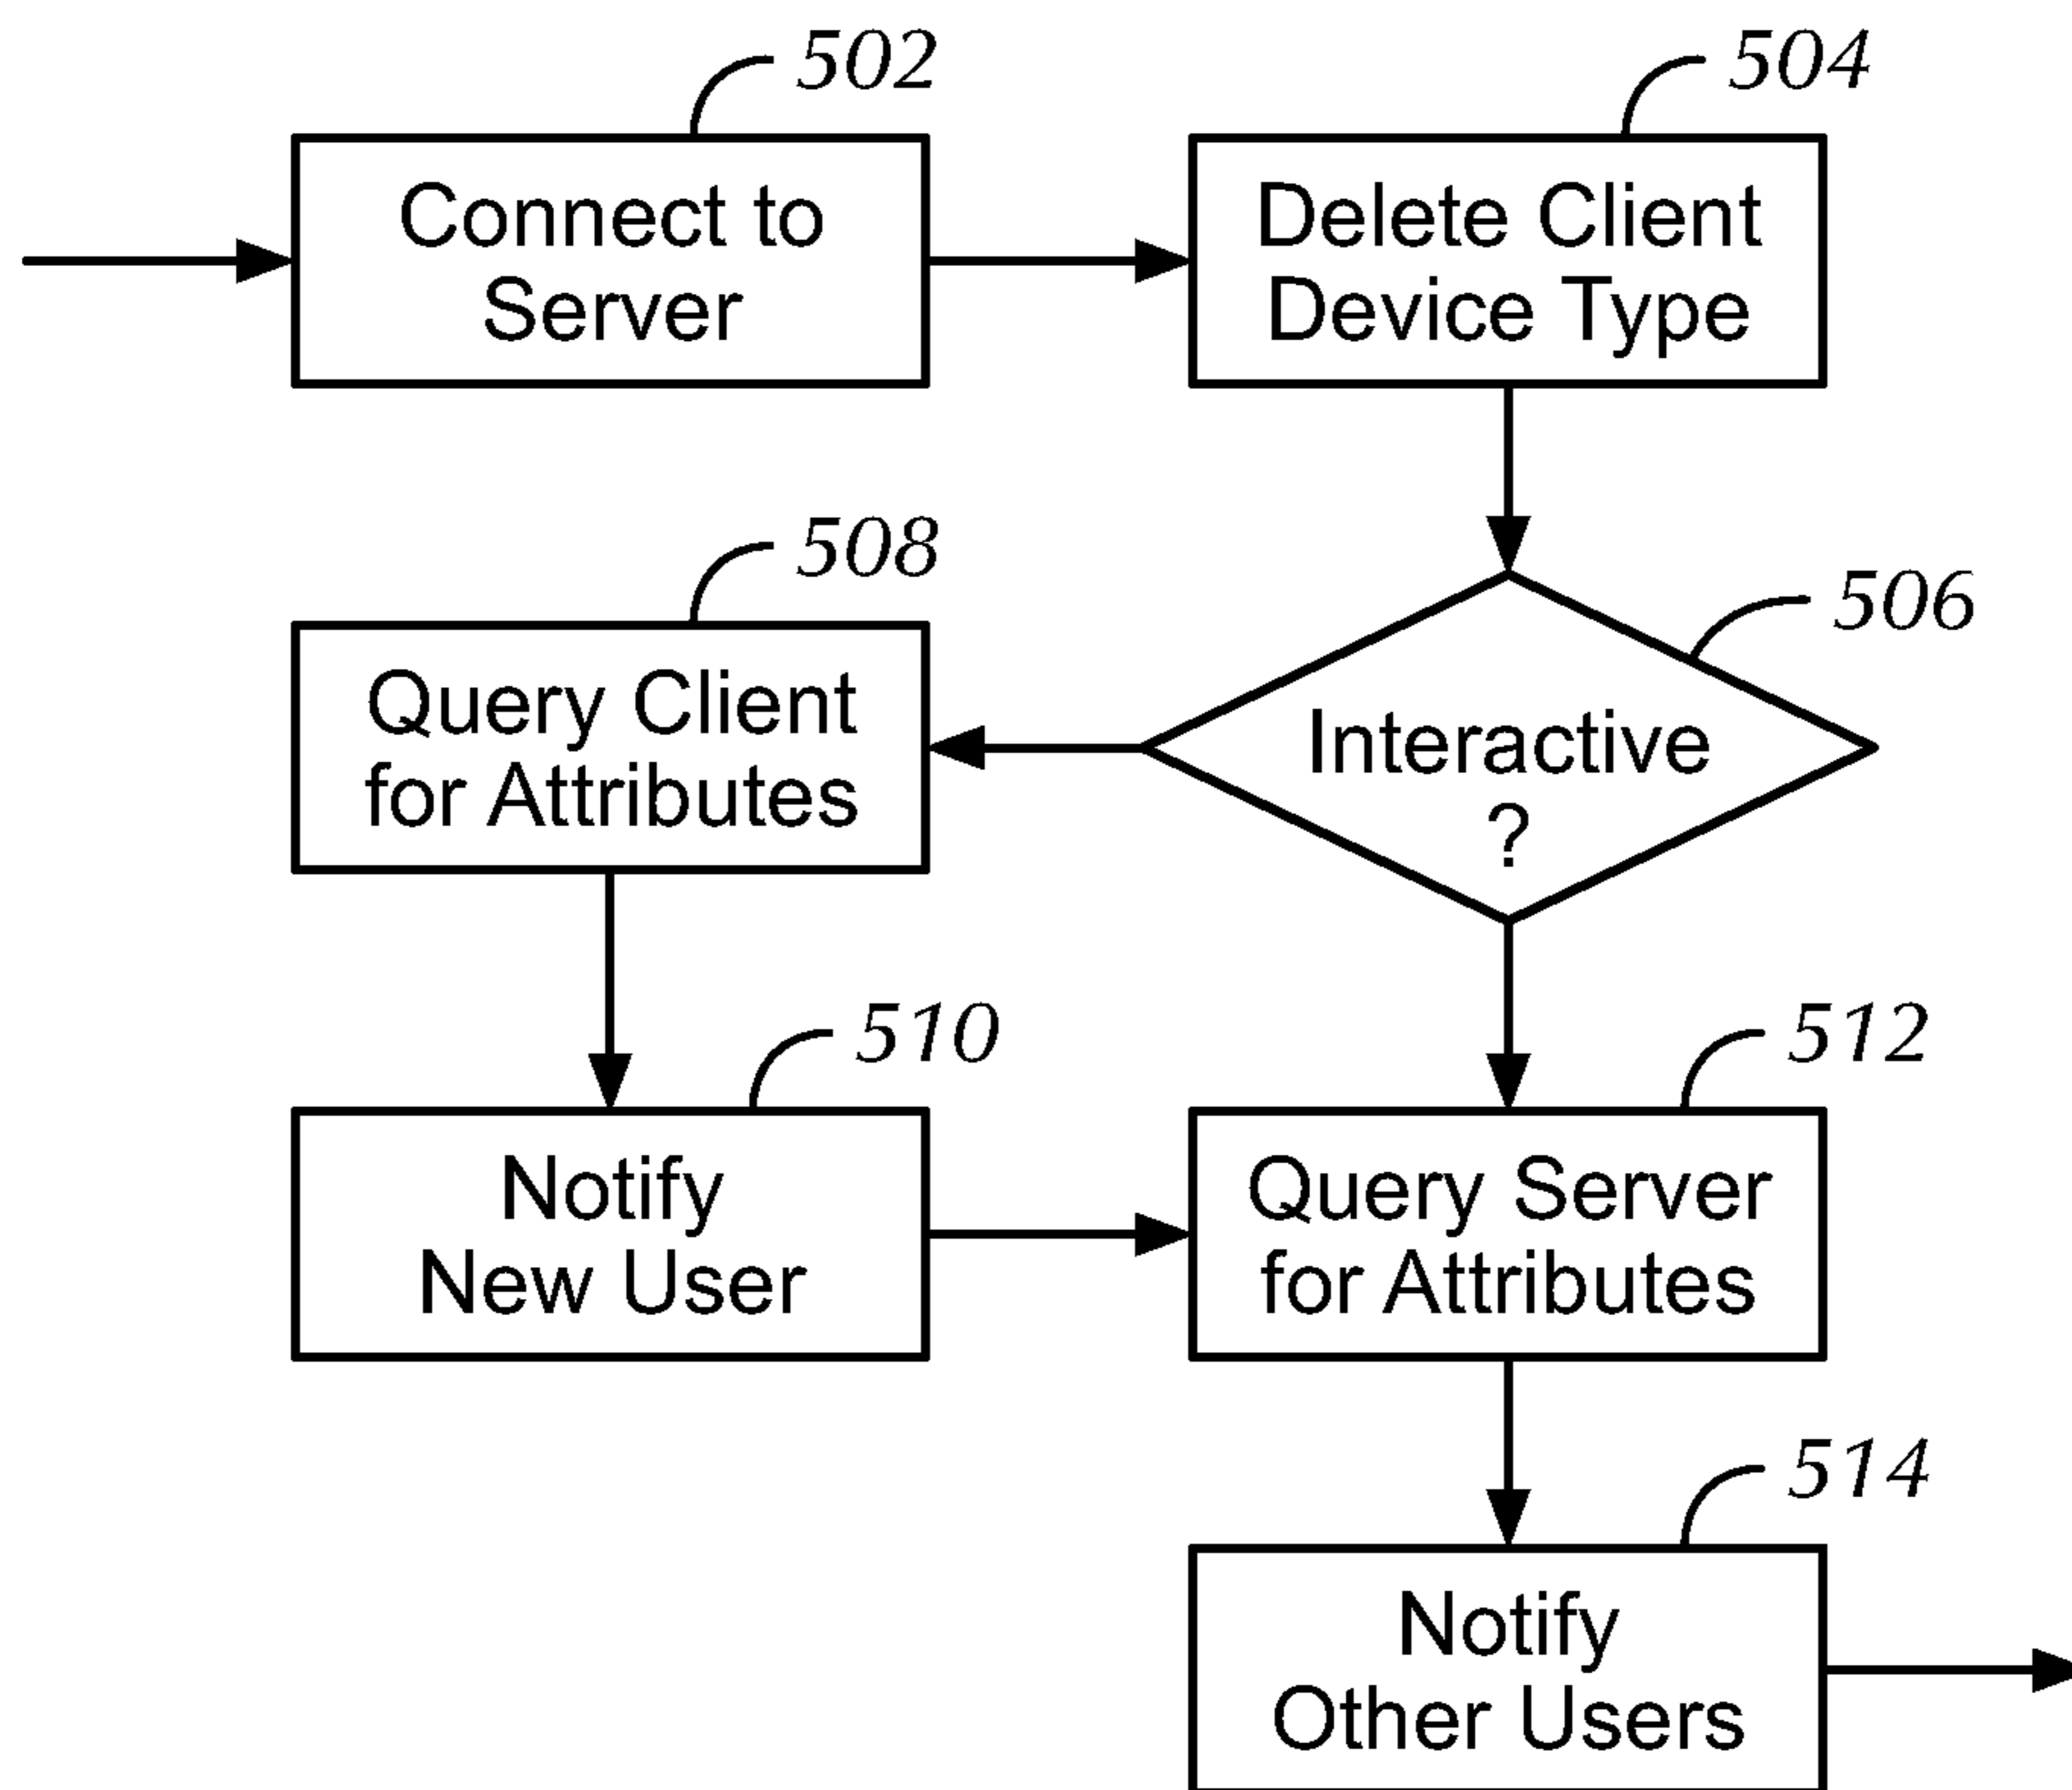 502
Connect to
Server
504
Delete Client
Device Type
508
Query Client
for Attributes
506
Interactive
?
510
Notify
New User
512
Query Server
for Attributes
514
Notify
Other Users